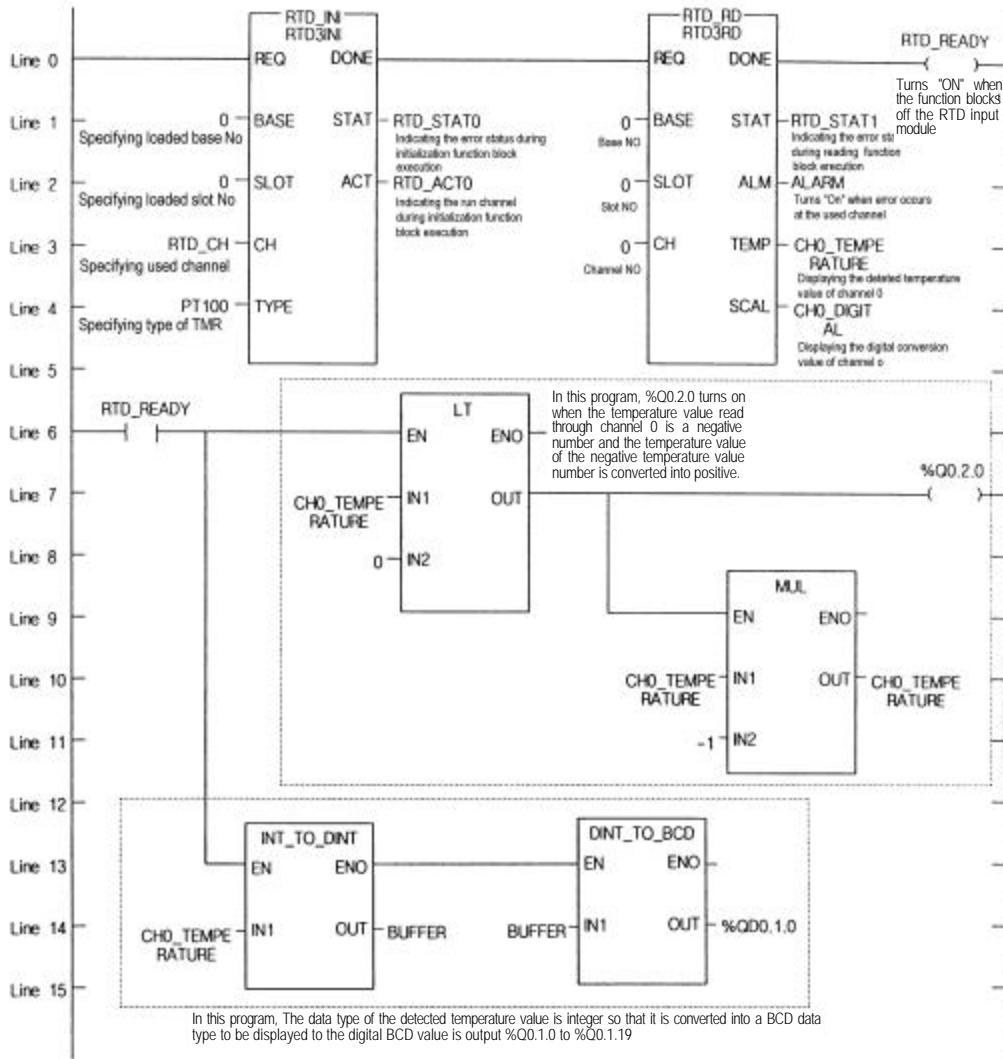 RTD_INI
RTD3INI
RTD_RD
RTD3RD
RTD_READY
Line 0
REQ DONE
REQ DONE
Turns "ON" when
the function blocks
off the RTD input
module
Line 1
0 BASE STAT RTD_STAT0
Specifying loaded base No
Indicating the error status during
initialization function block
execution
0 BASE STAT RTD_STAT1
Base NO
Indicating the error
during reading function
block erecution
Line 2
0 SLOT ACT RTD_ACT0
Specifying loaded slot No
Indicating the run channel
during initialization function
block execution
0 SLOT ALM ALARM
Slot NO
Turns "On" when error occurs
at the used channel
Line 3
RTD_CH CH
Specifying used channel
0 CH TEMP CH0_TEMPE
RATURE
Channel NO
Displaying the deteted temperature
value of channel 0
Line 4
PT100 TYPE
Specifying type of TMR
SCAL CH0_DIGIT
AL
Displaying the digital conversion
value of channel o
Line 5
RTD_READY
LT
In this program, %Q0.2.0 turns on
when the temperature value read
through channel 0 is a negative
number and the temperature value
of the negative temperature value
number is converted into positive.
Line 6
EN ENO
%Q0.2.0
Line 7
CH0_TEMPE
RATURE
IN1 OUT
Line 8
0 IN2
MUL
Line 9
EN ENO
Line 10
CH0_TEMPE
RATURE
IN1 OUT
CH0_TEMPE
RATURE
Line 11
-1 IN2
Line 12
INT_TO_DINT
DINT_TO_BCD
Line 13
EN ENO
EN ENO
Line 14
CH0_TEMPE
RATURE
IN1 OUT BUFFER
BUFFER IN1 OUT %QD0,1,0
Line 15
In this program, The data type of the detected temperature value is integer so that it is converted into a BCD data
type to be displayed to the digital BCD value is output %Q0.1.0 to %Q0.1.19